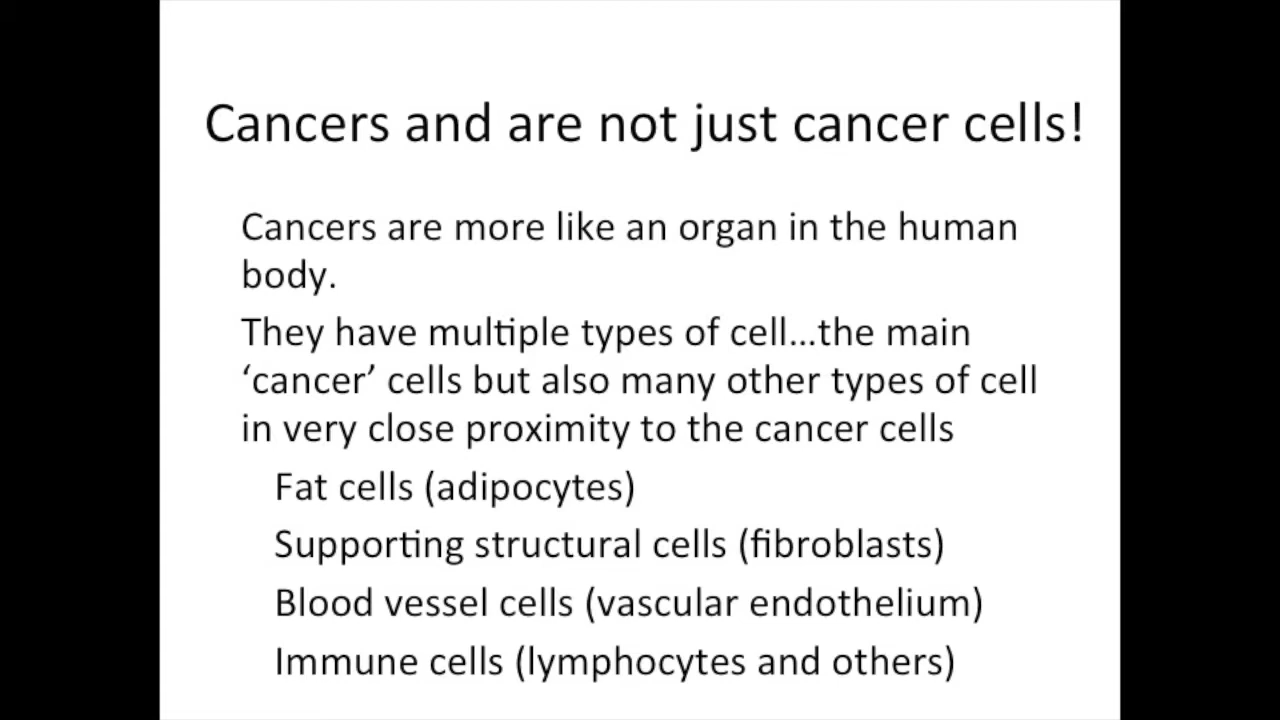 Cancers and are not just cancer cells!
Cancers are more like an organ in the human
body.
They have multiple types of cell...the main
‘cancer’ cells but also many other types of cell
in very close proximity to the cancer cells
Fat cells (adipocytes)
Supporting structural cells (fibroblasts)
Blood vessel cells (vascular endothelium)
Immune cells (lymphocytes and others)